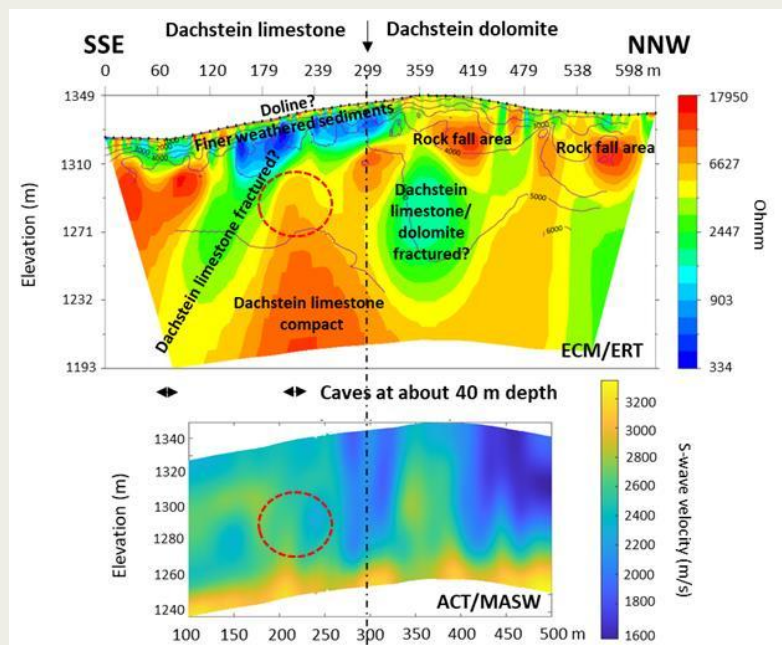 Dachstein limestone
Dachstein dolomite
SSE
NNW
0 60 120 179 239 299 359 419 479 538 598 m
1349
1310
1271
1232
1193
Elevation (m)
Doline?
Finer weathered sediments
Rock fall area
Rock fall area
Dachstein limestone fractured?
Dachstein
limestone/
dolomite
fractured?
Dachstein limestone
compact
3000
4000
5000
6000
ECM/ERT
17950
6627
2447
903
334
Ohmm
Caves at about 40 m depth
1340
1320
1300
1280
1260
1240
Elevation (m)
ACT/MASW
100 150 200 250 300 350 400 450 500 m
3200
3000
2800
2600
2400
2200
2000
1800
1600
S-wave velocity (m/s)